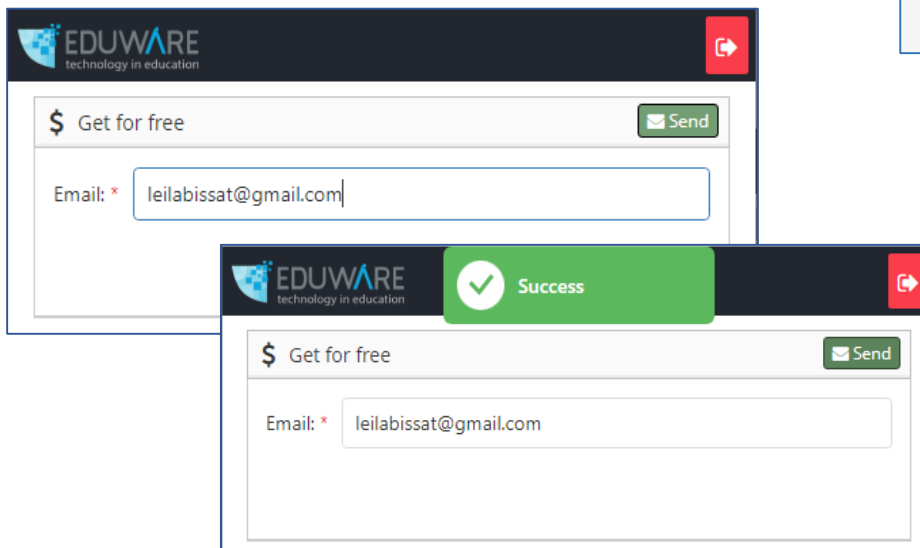 EDUWARE
technology in education
$ Get for free
Send
Email: * leilabissat@gmail.com
EDUWARE
technology in education
Success
$ Get for free
Send
Email: * leilabissat@gmail.com